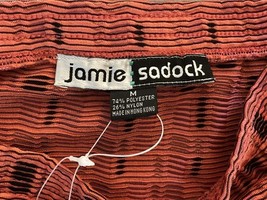 jamie sadock
M
74% POLYESTER
26% NYLON
MADE IN HONG KONG